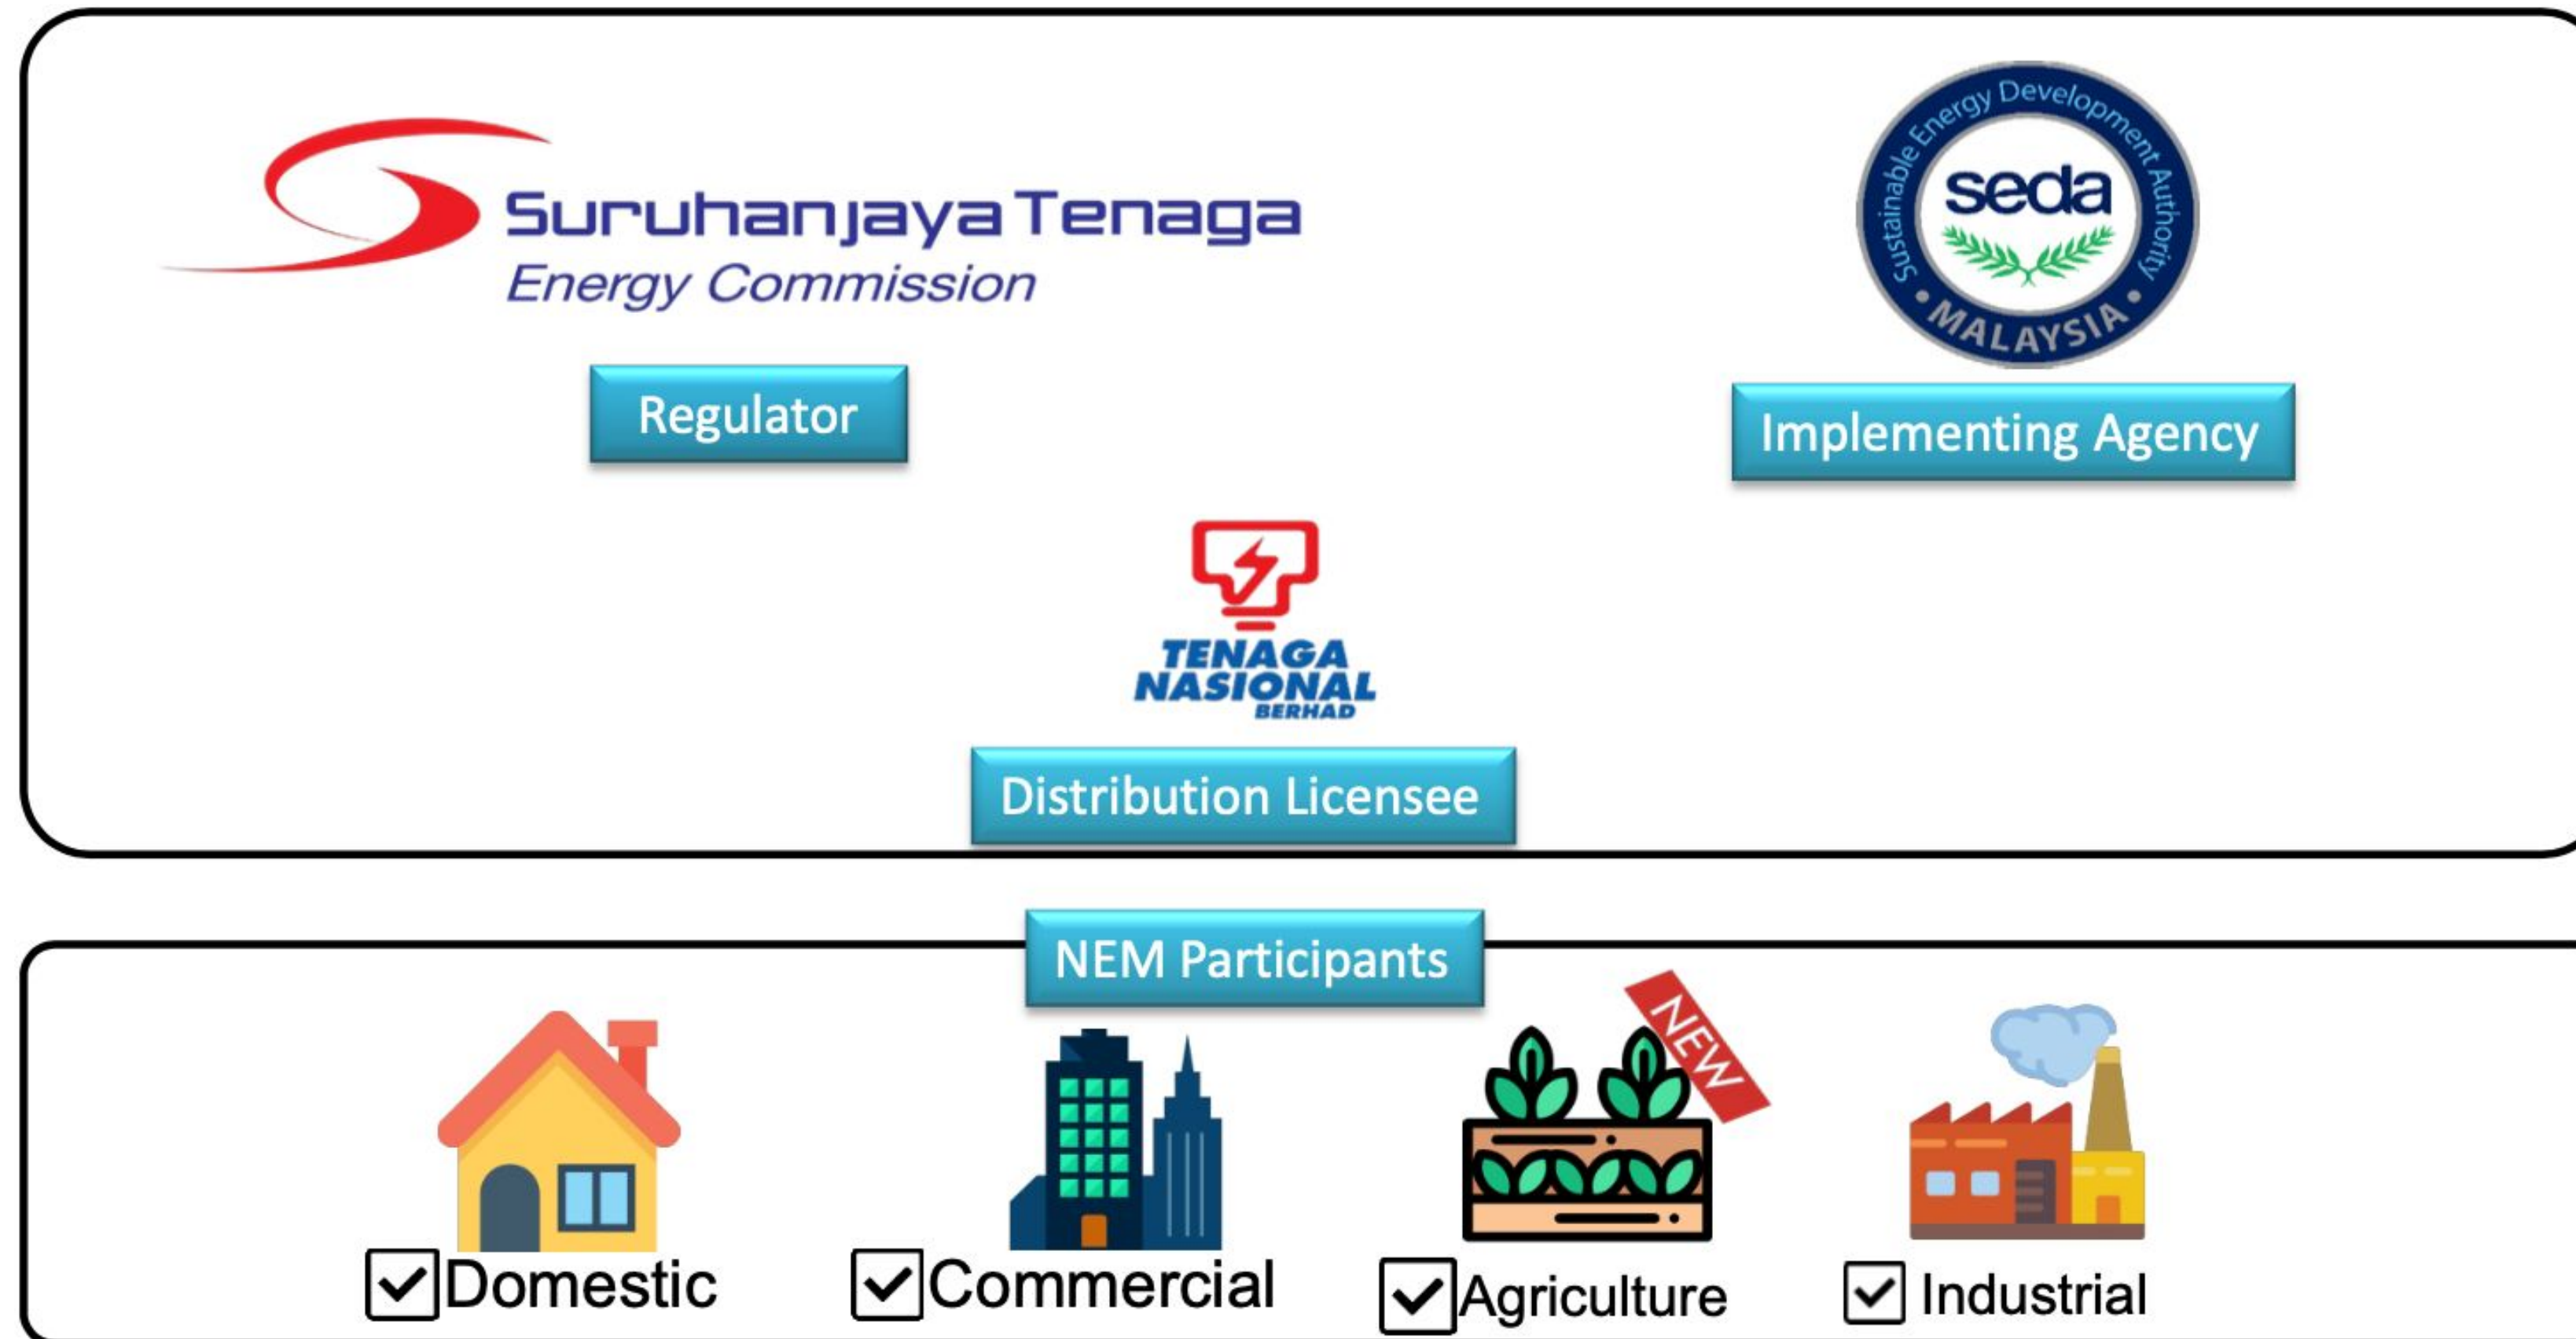 Suruhanjaya Tenaga
Energy Commission
Regulator
Sustainable Energy Development Authority
seda
• MALAYSIA •
Implementing Agency
TENAGA
NASIONAL
BERHAD
Distribution Licensee
NEM Participants
NEW
Domestic
Commercial
Agriculture
Industrial